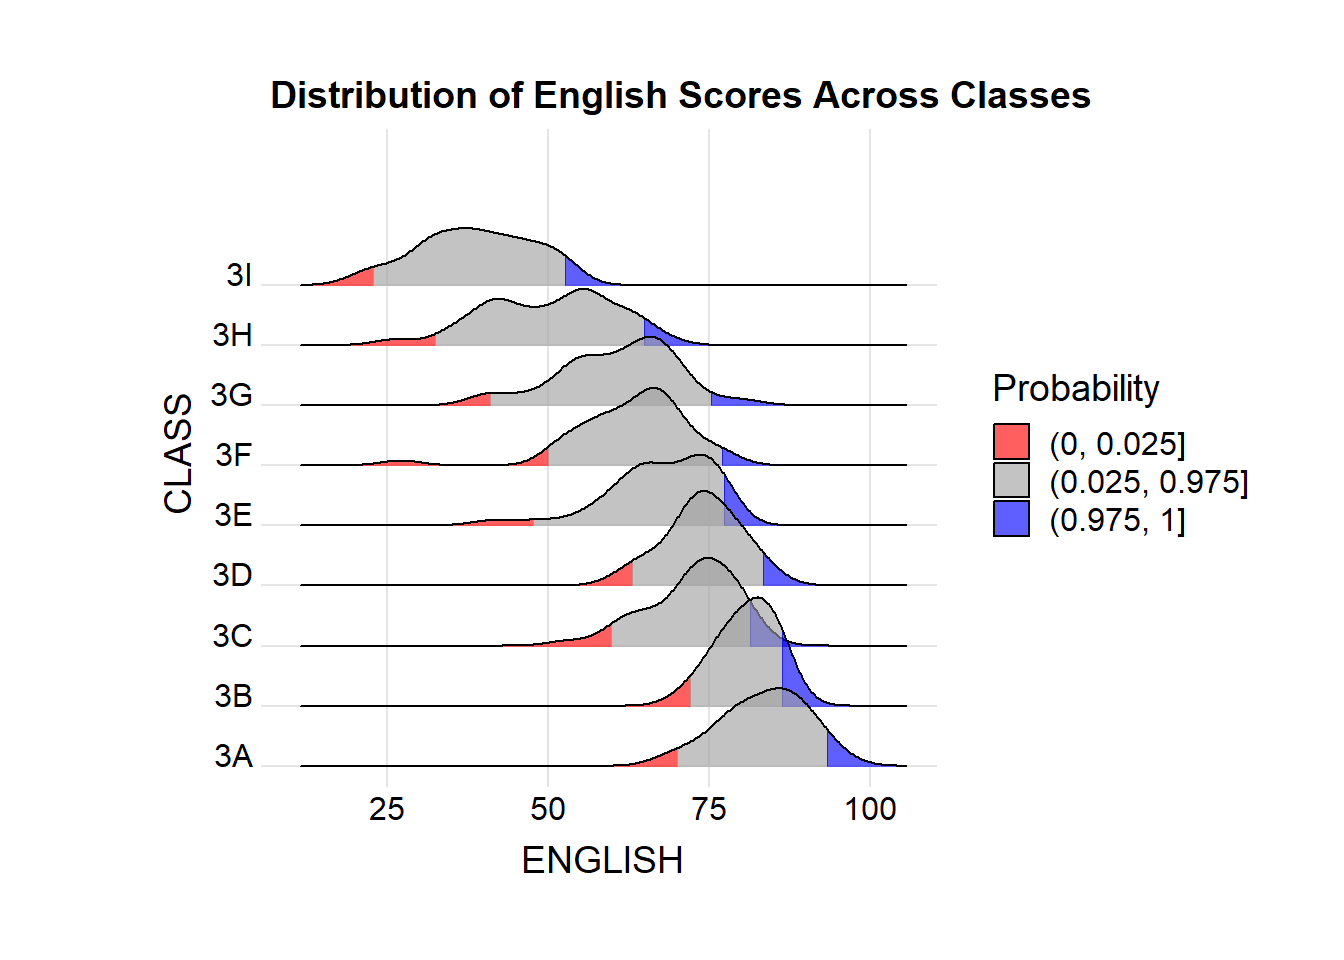 Distribution of English Scores Across Classes
3I
3H
3G
3F
3E
3D
3C
3B
3A
CLASS
25 50 75 100
ENGLISH
Probability
(0, 0.025]
(0.025, 0.975]
(0.975, 1]